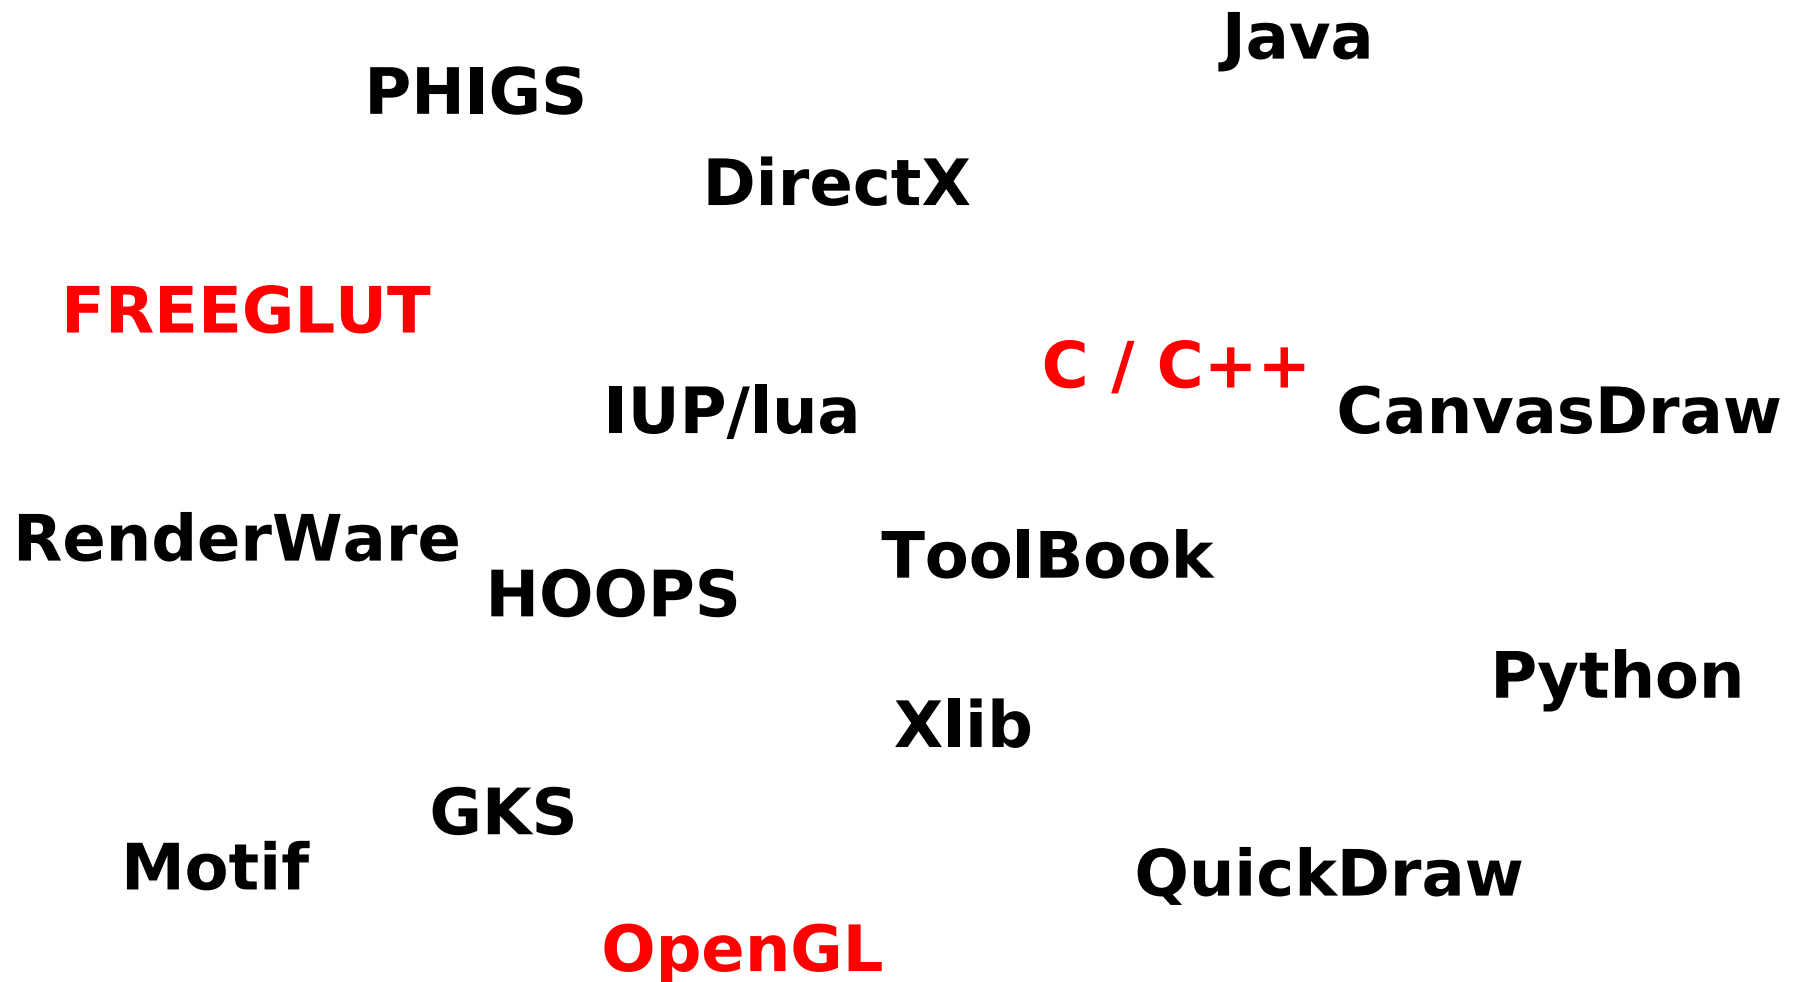 Java
PHIGS
DirectX
FREEGLUT
C / C++
IUP/lua
CanvasDraw
RenderWare
ToolBook
HOOPS
Python
Xlib
GKS
Motif
QuickDraw
OpenGL